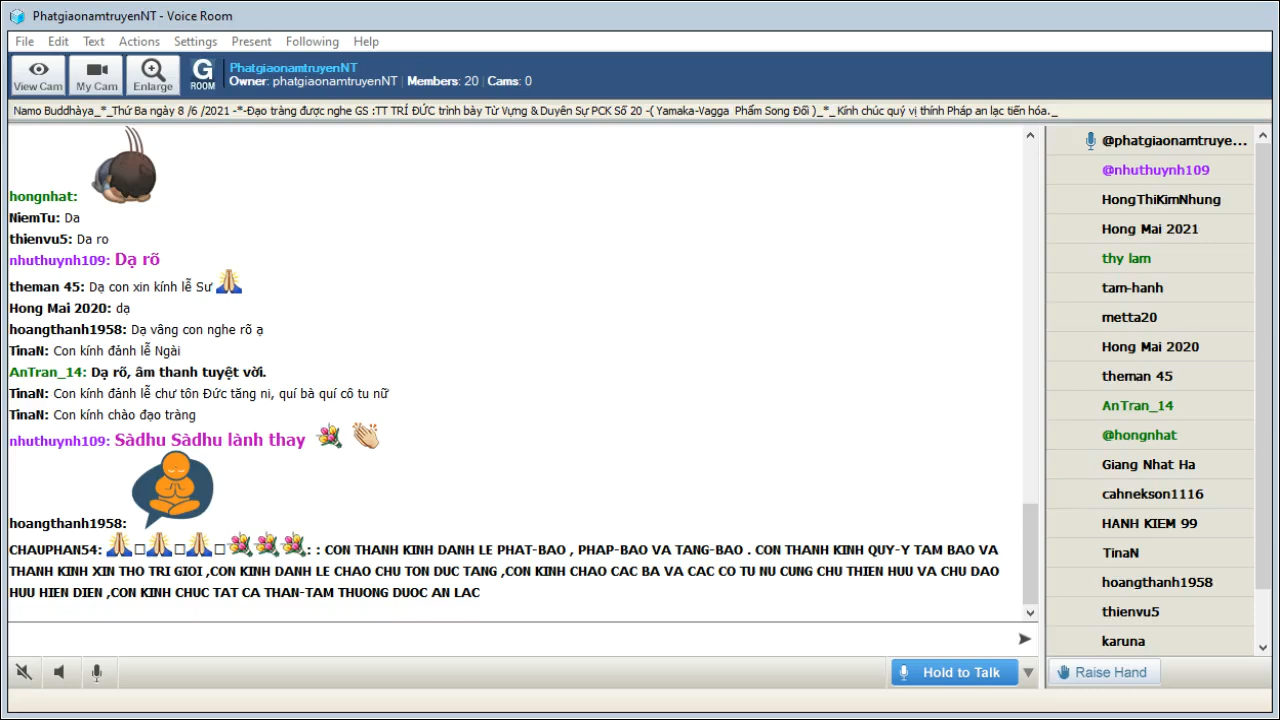 PhatgiaonamtruyenNT - Voice Room
File Edit Text Actions Settings Present Following Help
View Cam My Cam Enlarge G ROOM
PhatgiaonamtruyenNT
Owner: phatgiaonamtruyenNT | Members: 20 | Cams: 0
Namo Buddhàya_*_Thứ Ba ngày 8 /6 /2021 -*-Đạo tràng được nghe GS :TT TRÍ ĐỨC trình bày Từ Vựng & Duyên Sự PCK Số 20 -( Yamaka-Vagga Phẩm Song Đối )_*_ Kính chúc quý vị thính Pháp an lạc tiến hóa._
hongnhat:
NiemTu: Da
thienvu5: Da ro
nhuthuynh109: Dạ rõ
theman 45: Dạ con xin kính lễ Sư
Hong Mai 2020: dạ
hoangthanh1958: Dạ vâng con nghe rõ ạ
TinaN: Con kính đảnh lễ Ngài
AnTran_14: Dạ rõ, âm thanh tuyệt vời.
TinaN: Con kính đảnh lễ chư tôn Đức tăng ni, quí bà quí cô tu nữ
TinaN: Con kính chào đạo tràng
nhuthuynh109: Sàdhu Sàdhu lành thay
hoangthanh1958:
CHAUPHAN54: : : CON THANH KINH DANH LE PHAT-BAO , PHAP-BAO VA TANG-BAO . CON THANH KINH QUY-Y TAM BAO VA
THANH KINH XIN THO TRI GIOI ,CON KINH DANH LE CHAO CHU TON DUC TANG ,CON KINH CHAO CAC BA VA CAC CO TU NU CUNG CHU THIEN HUU VA CHU DAO
HUU HIEN DIEN ,CON KINH CHUC TAT CA THAN-TAM THUONG DUOC AN LAC
@phatgiaonamtruye...
@nhuthuynh109
HongThiKimNhung
Hong Mai 2021
thy lam
tam-hanh
metta20
Hong Mai 2020
theman 45
AnTran_14
@hongnhat
Giang Nhat Ha
cahnekson1116
HANH KIEM 99
TinaN
hoangthanh1958
thienvu5
karuna
Hold to Talk
Raise Hand